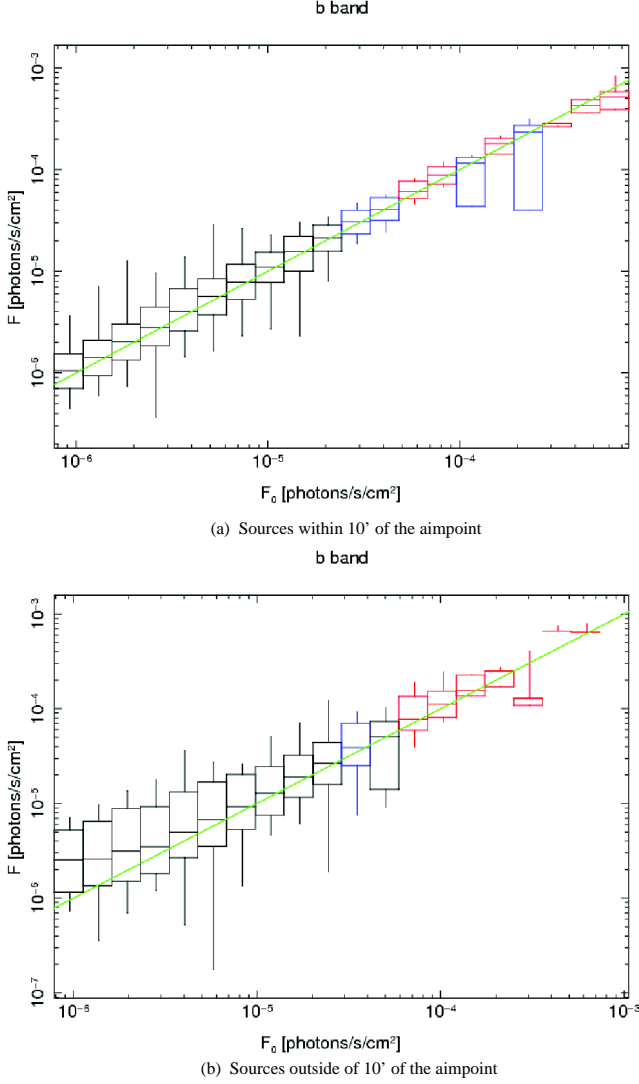 b band
10⁻³
10⁻⁴
10⁻⁵
10⁻⁶
F [photons/s/cm²]
10⁻⁶ 10⁻⁵ 10⁻⁴
F₀ [photons/s/cm²]
(a) Sources within 10' of the aimpoint
b band
10⁻³
10⁻⁴
10⁻⁵
10⁻⁶
10⁻⁷
F [photons/s/cm²]
10⁻⁶ 10⁻⁵ 10⁻⁴ 10⁻³
F₀ [photons/s/cm²]
(b) Sources outside of 10' of the aimpoint